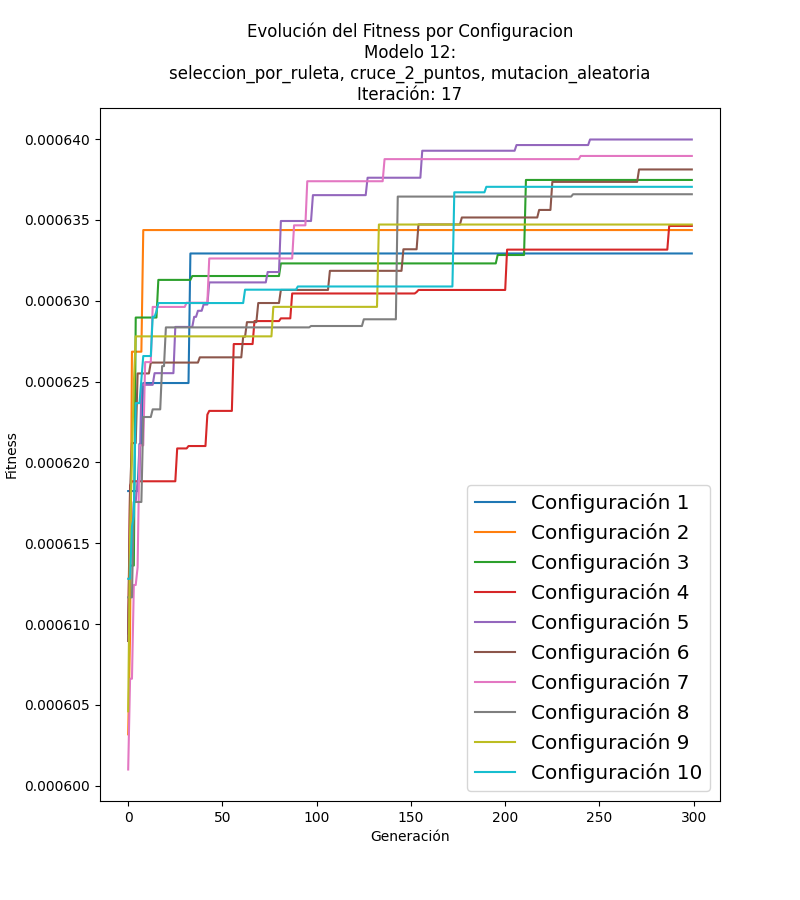 Evolución del Fitness por Configuracion
Modelo 12:
seleccion_por_ruleta, cruce_2_puntos, mutacion_aleatoria
Iteración: 17
0.000640
0.000635
0.000630
0.000625
0.000620
0.000615
0.000610
0.000605
0.000600
Fitness
Configuración 1
Configuración 2
Configuración 3
Configuración 4
Configuración 5
Configuración 6
Configuración 7
Configuración 8
Configuración 9
Configuración 10
0 50 100 150 200 250 300
Generación